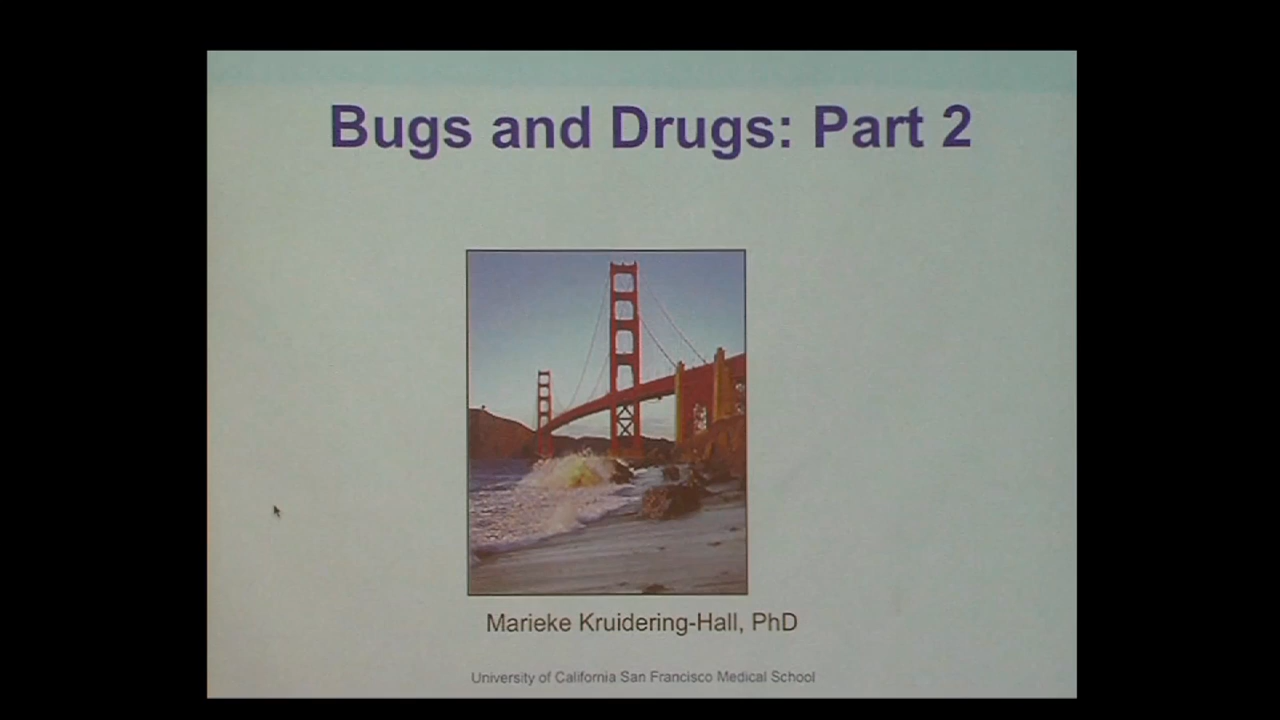 Bugs and Drugs: Part 2
Marieke Kruidering-Hall, PhD
University of California San Francisco Medical School